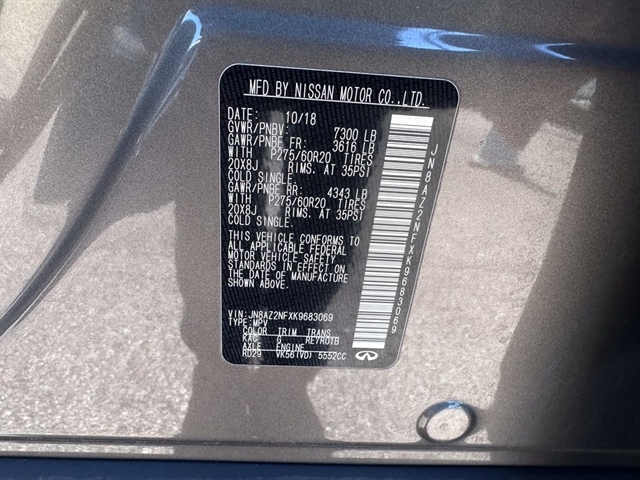 MFD BY NISSAN MOTOR CO.,LTD.
DATE: 10/18
GVWR/PNBV: 7300 LB
GAWR/PNBE FR: 3616 LB
WITH P275/60R20 TIRES
20X8J RIMS. AT 35PSI
COLD SINGLE.
GAWR/PNBE RR: 4343 LB
WITH P275/60R20 TIRES
20X8J RIMS. AT 35PSI
COLD SINGLE.
THIS VEHICLE CONFORMS TO
ALL APPLICABLE FEDERAL
MOTOR VEHICLE SAFETY
STANDARDS IN EFFECT ON
THE DATE OF MANUFACTURE
SHOWN ABOVE.
VIN: JN8AZ2NFXK9683069
TYPE: MPV
COLOR TRIM TRANS
KAC G RE7R01B
AXLE ENGINE
RD29 VK56(VD) 5552CC
JN8AZ2NFXK9683069